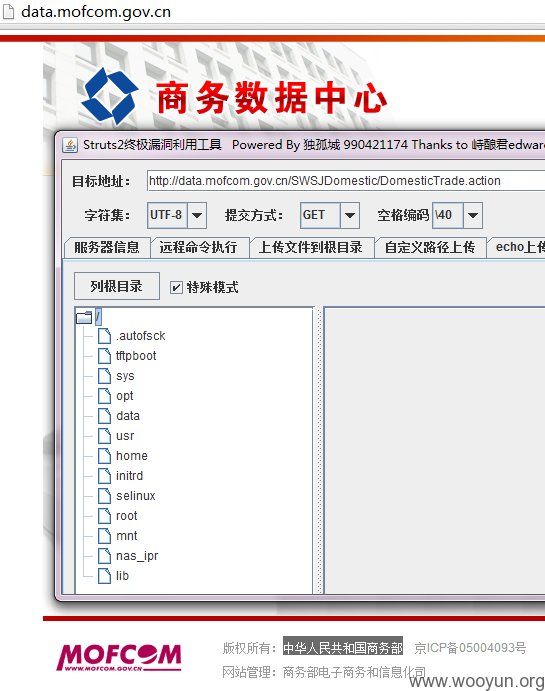 data.mofcom.gov.cn
商务数据中心
Struts2终极漏洞利用工具 Powered By 独孤城 990421174 Thanks to 峙酿君edwar
目标地址： http://data.mofcom.gov.cn/SWSJDomestic/DomesticTrade.action
字符集： UTF-8 提交方式： GET 空格编码 \40
服务器信息 远程命令执行 上传文件到根目录 自定义路径上传 echo上传
列根目录 特殊模式
/
.autofsck
tftpboot
sys
opt
data
usr
home
initrd
selinux
root
mnt
nas_ipr
lib
MOFCOM
WWW.MOFCOM.GOV.CN
版权所有：中华人民共和国商务部 京ICP备05004093号
网站管理：商务部电子商务和信息化司
www.wooyun.org